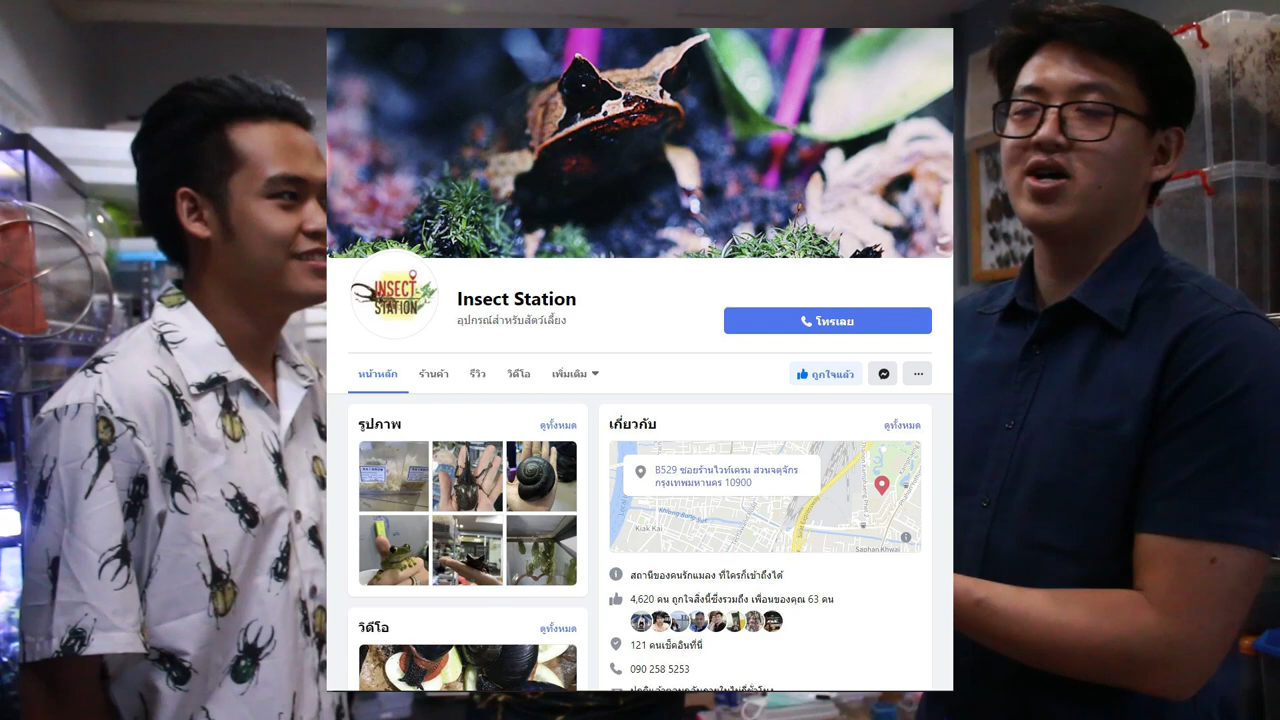 INSECT
STATION
Insect Station
อุปกรณ์สำหรับสัตว์เลี้ยง
โทรเลย
หน้าหลัก
ร้านค้า
รีวิว
วิดีโอ
เพิ่มเติม
ถูกใจแล้ว
รูปภาพ
ดูทั้งหมด
เกี่ยวกับ
ดูทั้งหมด
B529 ซอยร้านไวท์เครน สวนจตุจักร
กรุงเทพมหานคร 10900
Khlong Bang Sue
Kiak Kai
Saphan Khwai
สถานีของคนรักแมลง ที่ใครก็เข้าถึงได้
4,620 คน ถูกใจสิ่งนี้ซึ่งรวมถึง เพื่อนของคุณ 63 คน
121 คนเช็คอินที่นี่
090 258 5253
วิดีโอ
ดูทั้งหมด